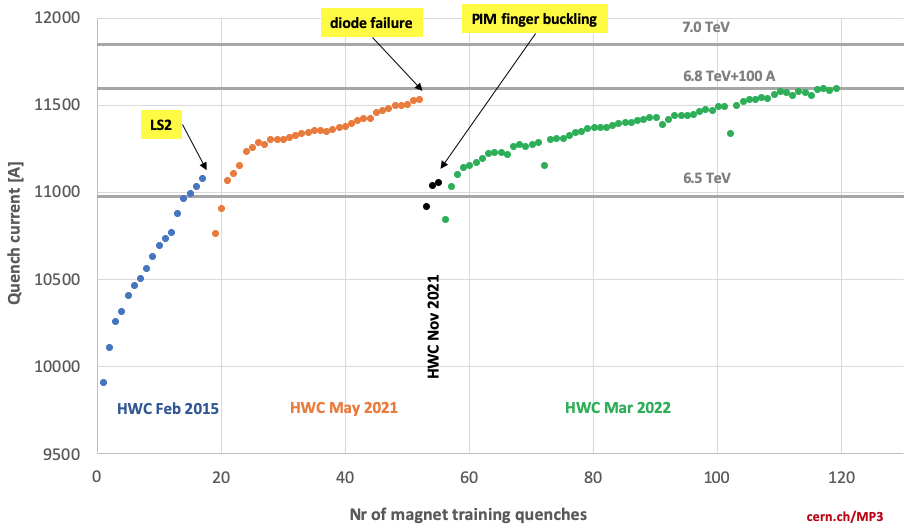 12000
11500
11000
10500
10000
9500
Quench current [A]
0
20
40
60
80
100
120
Nr of magnet training quenches
diode failure
PIM finger buckling
LS2
7.0 TeV
6.8 TeV+100 A
6.5 TeV
HWC Feb 2015
HWC May 2021
HWC Nov 2021
HWC Mar 2022
cern.ch/MP3